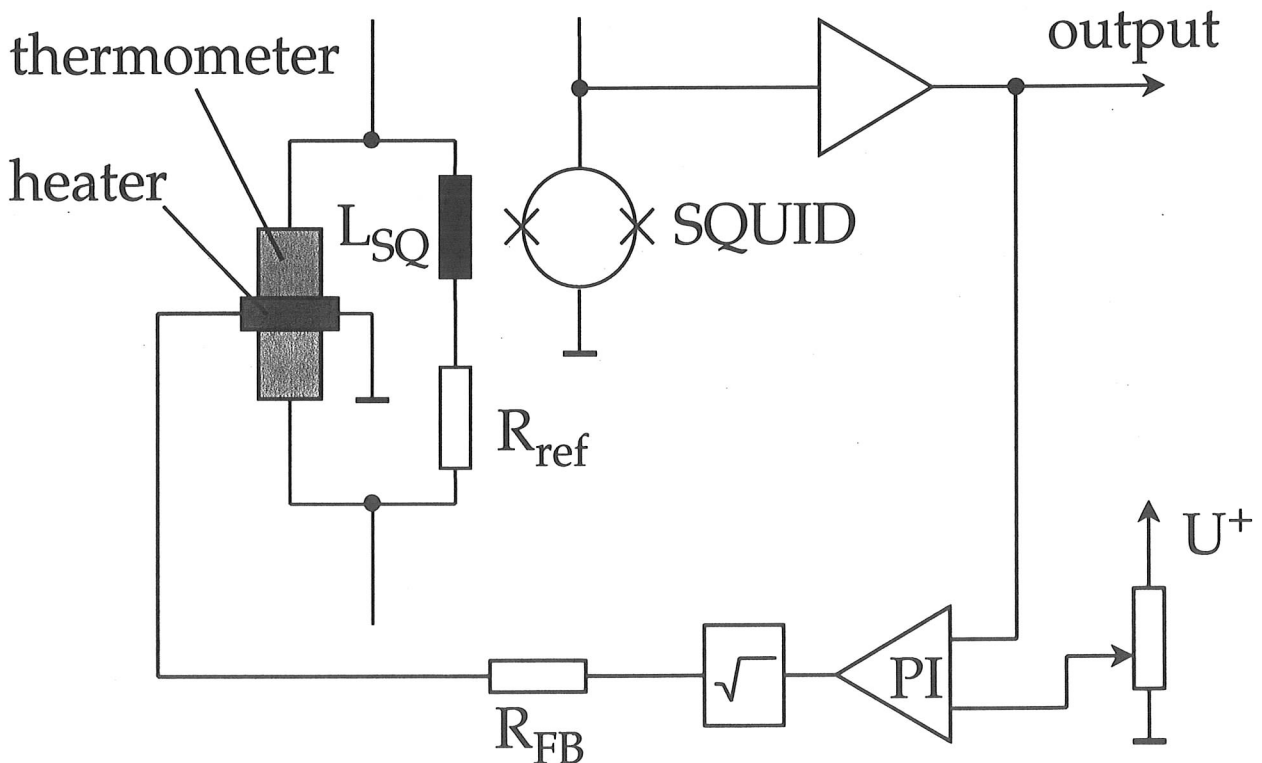 output
thermometer
heater
L_SQ
SQUID
R_ref
U⁺
PI
√
R_FB